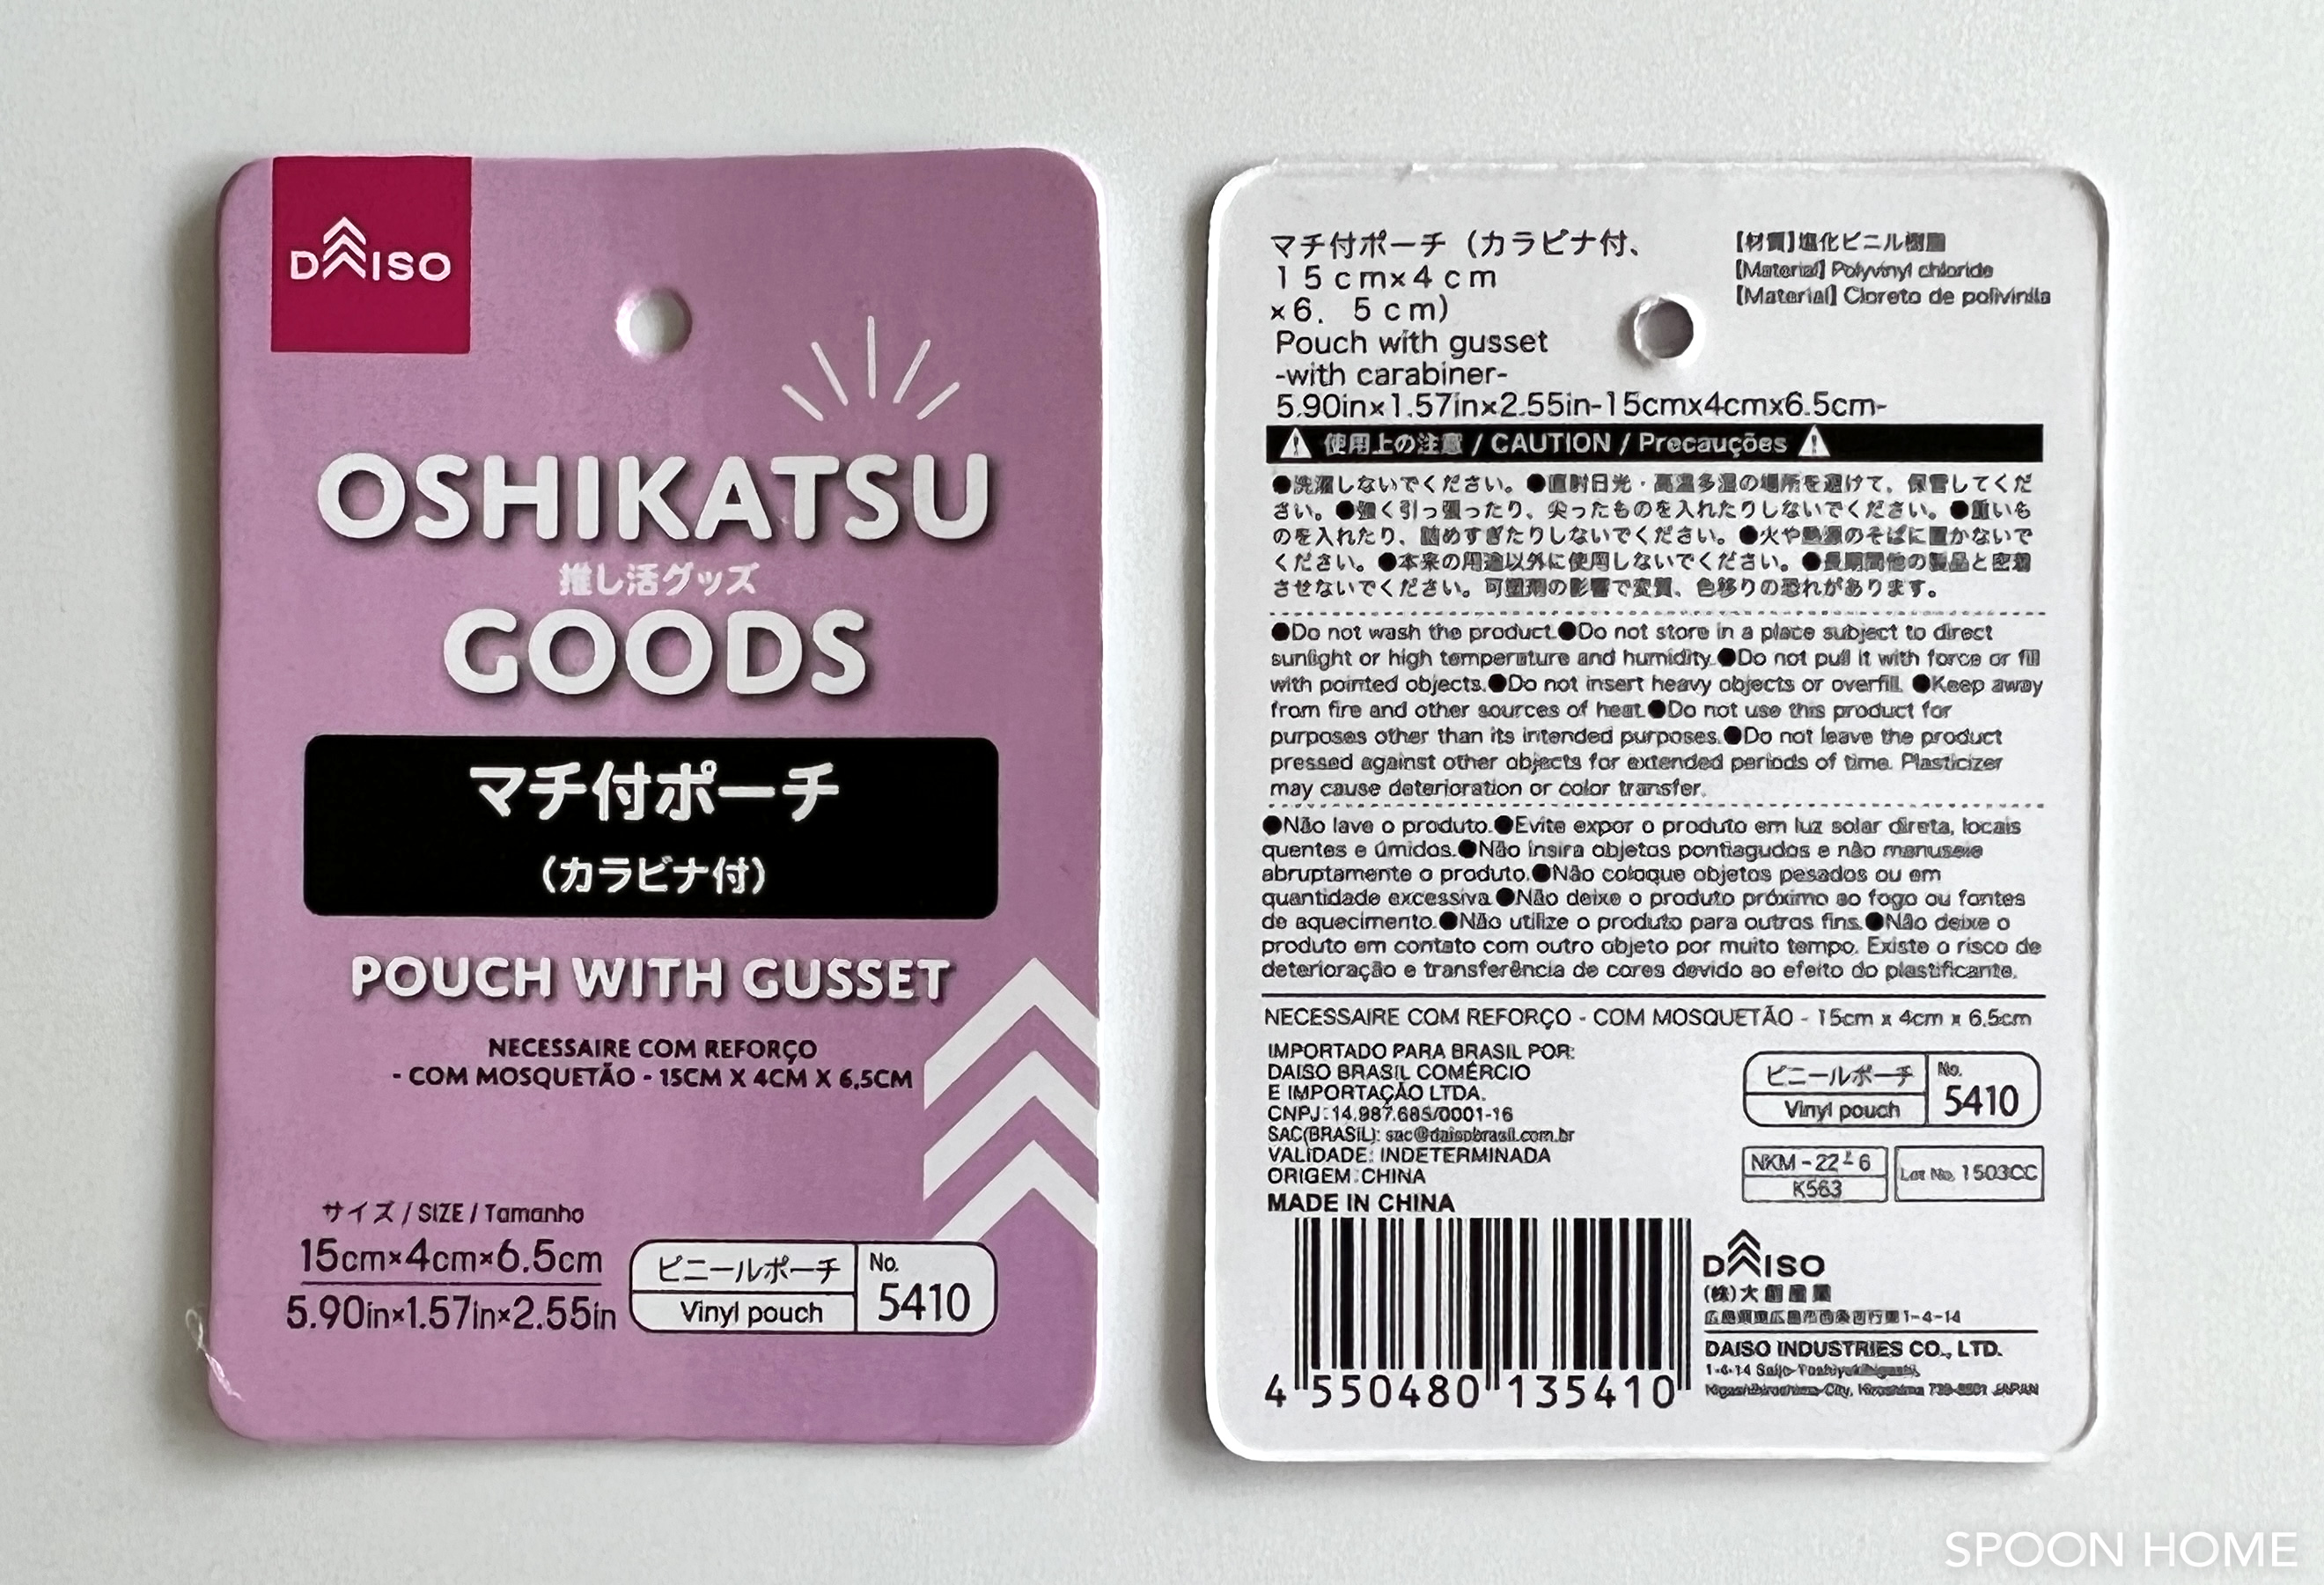 DAISO
OSHIKATSU
推し活グッズ
GOODS
マチ付ポーチ
(カラビナ付)
POUCH WITH GUSSET
NECESSAIRE COM REFORÇO
- COM MOSQUETÃO - 15CM X 4CM X 6,5CM
サイズ / SIZE / Tamanho
15cm×4cm×6.5cm
5.90in×1.57in×2.55in
ビニールポーチ
Vinyl pouch
No.
5410
マチ付ポーチ（カラビナ付、
15cm×4cm
×6．5cm)
Pouch with gusset
-with carabiner-
5.90in×1.57in×2.55in-15cm×4cm×6.5cm-
【材質】塩化ビニル樹脂
【Material】Polyvinyl chloride
【Material】Cloreto de polivinila
使用上の注意 / CAUTION / Precauções
●洗濯しないでください。●直射日光・高温多湿の場所を避けて、保管してくだ
さい。●強く引っ張ったり、尖ったものを入れたりしないでください。●重いも
のを入れたり、詰めすぎたりしないでください。●火や熱源のそばに置かないで
ください。●本来の用途以外に使用しないでください。●長期間他の製品と密着
させないでください。可塑剤の影響で変質、色移りの恐れがあります。
●Do not wash the product.●Do not store in a place subject to direct
sunlight or high temperature and humidity.●Do not pull it with force or fill
with pointed objects.●Do not insert heavy objects or overfill. ●Keep away
from fire and other sources of heat.●Do not use this product for
purposes other than its intended purposes.●Do not leave the product
pressed against other objects for extended periods of time. Plasticizer
may cause deterioration or color transfer.
●Não lave o produto.●Evite expor o produto em luz solar direta, locais
quentes e úmidos.●Não insira objetos pontiagudos e não manuseie
abruptamente o produto.●Não coloque objetos pesados ou em
quantidade excessiva.●Não deixe o produto próximo ao fogo ou fontes
de aquecimento.●Não utilize o produto para outros fins.●Não deixe o
produto em contato com outro objeto por muito tempo. Existe o risco de
deterioração e transferência de cores devido ao efeito do plastificante.
NECESSAIRE COM REFORÇO - COM MOSQUETÃO - 15cm x 4cm x 6,5cm
IMPORTADO PARA BRASIL POR:
DAISO BRASIL COMÉRCIO
E IMPORTAÇÃO LTDA.
CNPJ:14.987.685/0001-16
SAC(BRASIL): sac@daisobrasil.com.br
VALIDADE: INDETERMINADA
ORIGEM:CHINA
MADE IN CHINA
ビニールポーチ
Vinyl pouch
No.
5410
K563
Lot No. 1503CC
4 550480 135410
DAISO
(株)大創産業
1-4-14
DAISO INDUSTRIES CO., LTD.
JAPAN
SPOON HOME